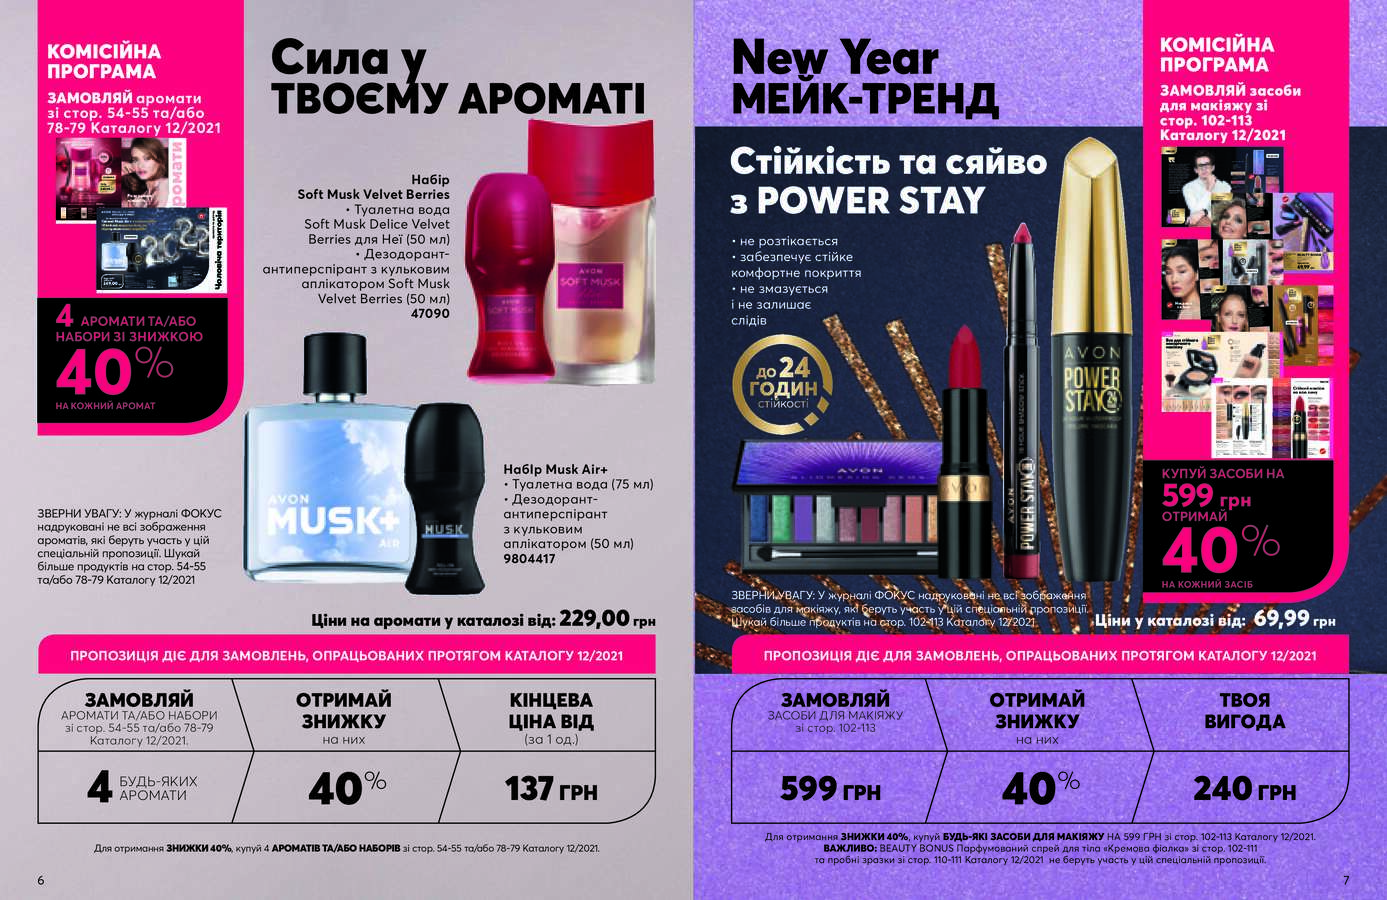 КОМІСІЙНА
ПРОГРАМА
ЗАМОВЛЯЙ аромати
зі стор. 54-55 та/або
78-79 Каталогу 12/2021
4 АРОМАТИ ТА/АБО
НАБОРИ ЗІ ЗНИЖКОЮ
40%
НА КОЖНИЙ АРОМАТ
ЗВЕРНИ УВАГУ: У журналі ФОКУС
надруковані не всі зображення
ароматів, які беруть участь у цій
спеціальній пропозиції. Шукай
більше продуктів на стор. 54-55
та/або 78-79 Каталогу 12/2021
Сила у
ТВОЄМУ АРОМАТІ
Набір
Soft Musk Velvet Berries
• Туалетна вода
Soft Musk Delice Velvet
Berries для Неї (50 мл)
• Дезодорант-
антиперспірант з кульковим
аплікатором Soft Musk
Velvet Berries (50 мл)
47090
AVON
SOFT MUSK
AVON
MUSK+
AIR
MUSK
НабІр Musk Air+
• Туалетна вода (75 мл)
• Дезодорант-
антиперспірант
з кульковим
аплікатором (50 мл)
9804417
Ціни на аромати у каталозі від: 229,00 грн
ПРОПОЗИЦІЯ ДІЄ ДЛЯ ЗАМОВЛЕНЬ, ОПРАЦЬОВАНИХ ПРОТЯГОМ КАТАЛОГУ 12/2021
ЗАМОВЛЯЙ
АРОМАТИ ТА/АБО НАБОРИ
зі стор. 54-55 та/або 78-79
Каталогу 12/2021.
ОТРИМАЙ
ЗНИЖКУ
на них
КІНЦЕВА
ЦІНА ВІД
(за 1 од.)
4 БУДЬ-ЯКИХ
АРОМАТИ
40%
137 ГРН
Для отримання ЗНИЖКИ 40%, купуй 4 АРОМАТІВ ТА/АБО НАБОРІВ зі стор. 54-55 та/або 78-79 Каталогу 12/2021.
6
New Year
МЕЙК-ТРЕНД
Стійкість та сяйво
з POWER STAY
• не розтікається
• забезпечує стійке
комфортне покриття
• не змазується
і не залишає
слідів
ДО 24
ГОДИН
СТІЙКОСТІ
AVON
AVON
AVON
POWER STAY
AVON
POWER
STAY 24
КОМІСІЙНА
ПРОГРАМА
ЗАМОВЛЯЙ засоби
для макіяжу зі
стор. 102-113
Каталогу 12/2021
КУПУЙ ЗАСОБИ НА
599 грн
ОТРИМАЙ
40%
НА КОЖНИЙ ЗАСІБ
ЗВЕРНИ УВАГУ: У журналі ФОКУС надруковані не всі зображення
засобів для макіяжу, які беруть участь у цій спеціальній пропозиції.
Шукай більше продуктів на стор. 102-113 Каталогу 12/2021.
Ціни у каталозі від: 69,99 грн
ПРОПОЗИЦІЯ ДІЄ ДЛЯ ЗАМОВЛЕНЬ, ОПРАЦЬОВАНИХ ПРОТЯГОМ КАТАЛОГУ 12/2021
ЗАМОВЛЯЙ
ЗАСОБИ ДЛЯ МАКІЯЖУ
зі стор. 102-113
ОТРИМАЙ
ЗНИЖКУ
на них
ТВОЯ
ВИГОДА
599 ГРН
40%
240 ГРН
Для отримання ЗНИЖКИ 40%, купуй БУДЬ-ЯКІ ЗАСОБИ ДЛЯ МАКІЯЖУ НА 599 ГРН зі стор. 102-113 Каталогу 12/2021.
ВАЖЛИВО: BEAUTY BONUS Парфумований спрей для тіла «Кремова фіалка» зі стор. 102-111
та пробні зразки зі стор. 110-111 Каталогу 12/2021 не беруть участь у цій спеціальній пропозиції.
7